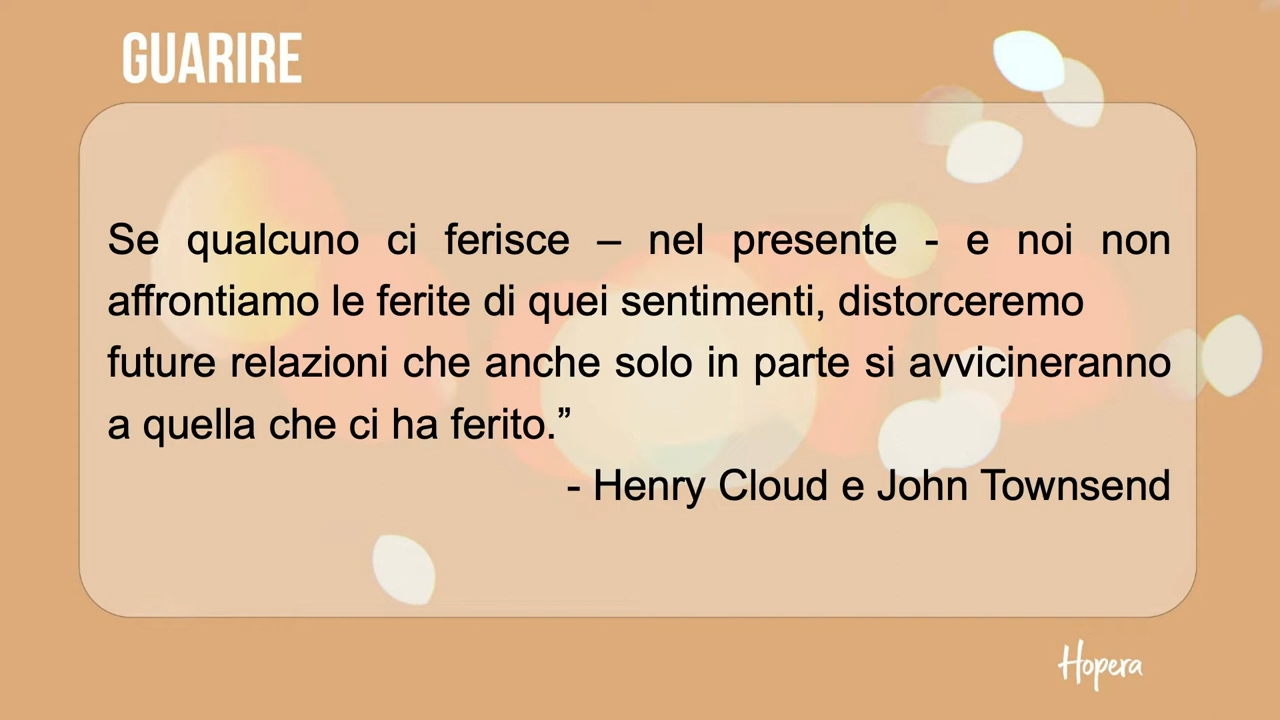 GUARIRE
Se qualcuno ci ferisce – nel presente - e noi non
affrontiamo le ferite di quei sentimenti, distorceremo
future relazioni che anche solo in parte si avvicineranno
a quella che ci ha ferito.”
- Henry Cloud e John Townsend
Hopera